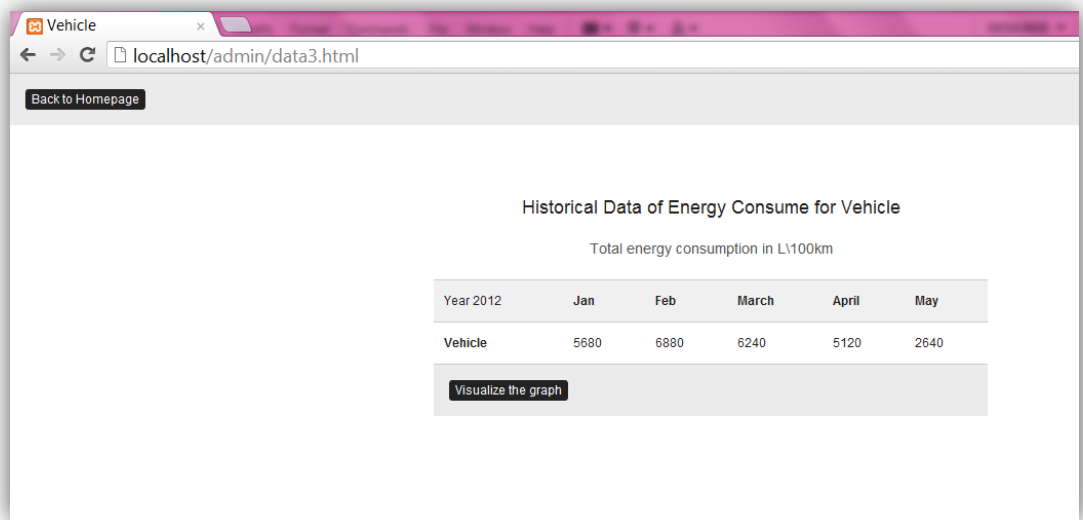 Vehicle
localhost/admin/data3.html
Back to Homepage
Historical Data of Energy Consume for Vehicle
Total energy consumption in L\100km
Year 2012 Jan Feb March April May
Vehicle 5680 6880 6240 5120 2640
Visualize the graph